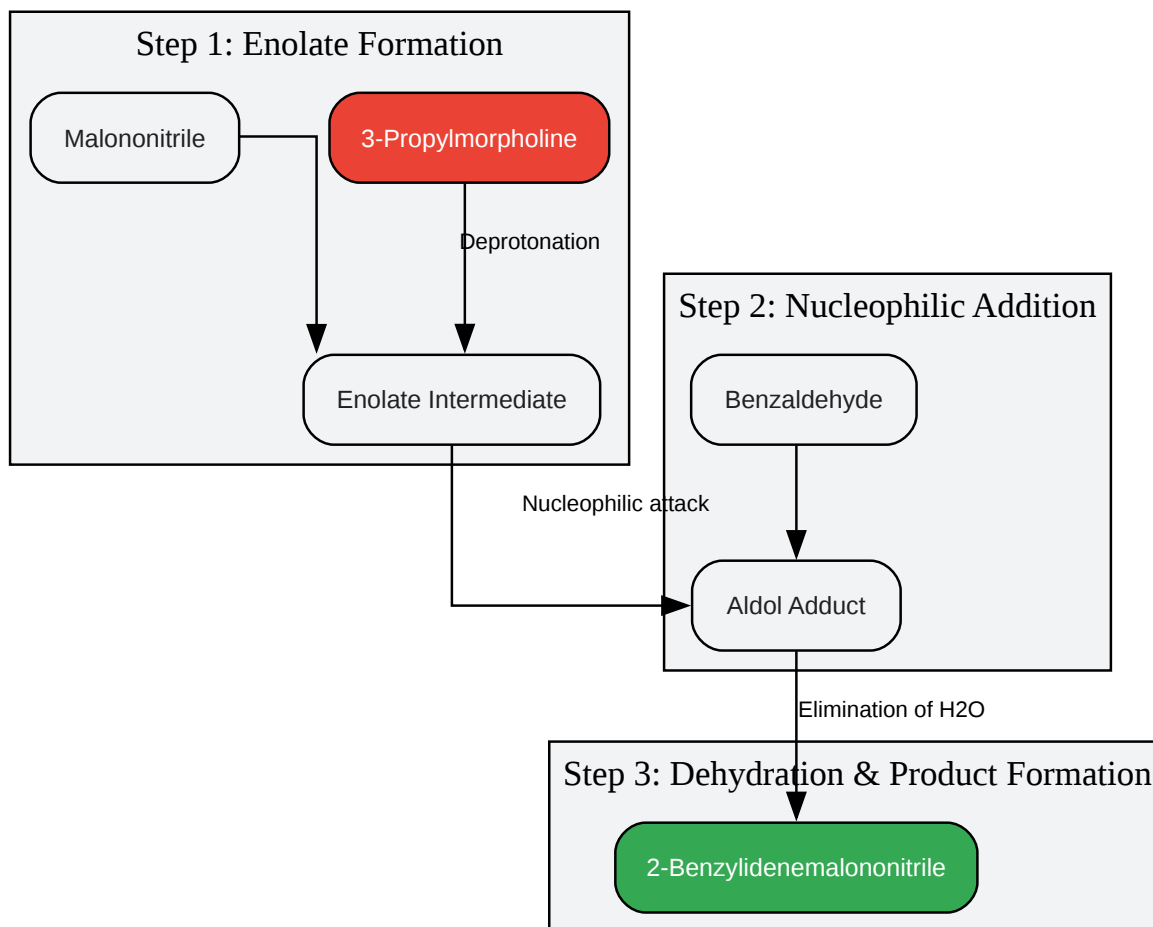 Step 1: Enolate Formation
Malononitrile
3-Propylmorpholine
Deprotonation
Enolate Intermediate
Step 2: Nucleophilic Addition
Benzaldehyde
Nucleophilic attack
Aldol Adduct
Elimination of H2O
Step 3: Dehydration & Product Formation
2-Benzylidenemalononitrile